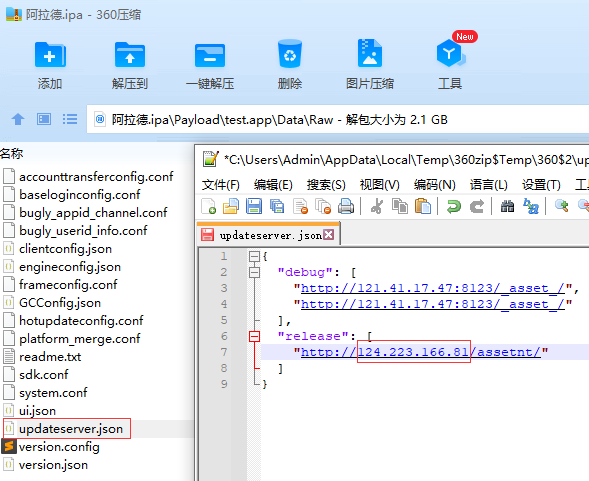 阿拉德.ipa - 360压缩
New
添加
解压到
一键解压
删除
图片压缩
工具
阿拉德.ipa\Payload\test.app\Data\Raw - 解包大小为 2.1 GB
名称
accounttransferconfig.conf
baseloginconfig.conf
bugly_appid_channel.conf
bugly_userid_info.conf
clientconfig.json
engineconfig.json
frameconfig.conf
GCConfig.json
hotupdateconfig.conf
platform_merge.conf
readme.txt
sdk.conf
system.conf
ui.json
updateserver.json
version.config
version.json
*C:\Users\Admin\AppData\Local\Temp\360zip$Temp\360$2\up
文件(F) 编辑(E) 搜索(S) 视图(V) 编码(N) 语言(L) 设置(T) 工
updateserver.json
1 {
2 "debug": [
3 "http://121.41.17.47:8123/_asset_/",
4 "http://121.41.17.47:8123/_asset_/"
5 ],
6 "release": [
7 "http://124.223.166.81/assetnt/"
8 ]
9 }